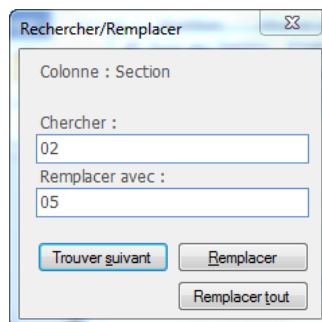 Rechercher/Remplacer
Colonne : Section
Chercher :
02
Remplacer avec :
05
Trouver suivant
Remplacer
Remplacer tout